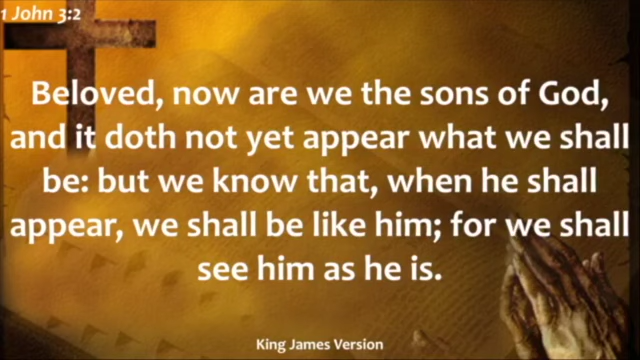 1 John 3:2
Beloved, now are we the sons of God,
and it doth not yet appear what we shall
be: but we know that, when he shall
appear, we shall be like him; for we shall
see him as he is.
King James Version